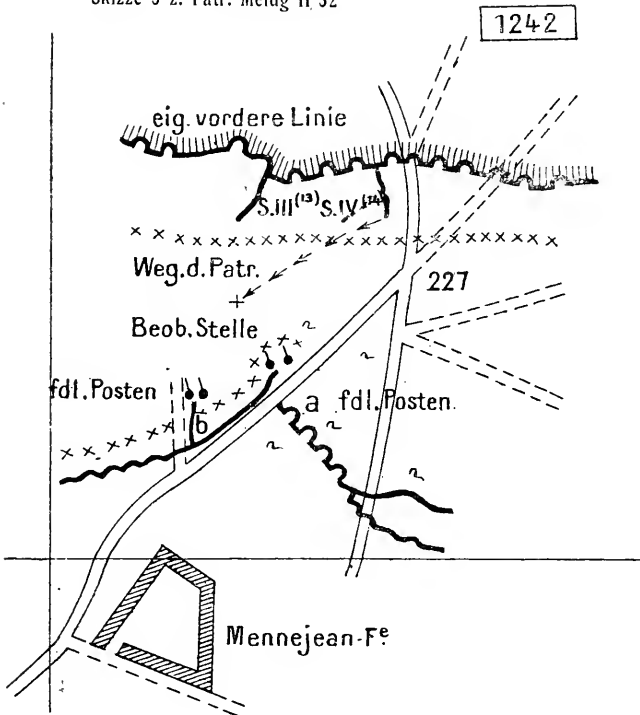 Skizze 3 z. Patr. Meldg II/32
1242
eig. vordere Linie
S.III(13) S.IV(14)
Weg.d.Patr.
227
Beob.Stelle
fdl.Posten
a fdl.Posten
b
Mennejean-Fe